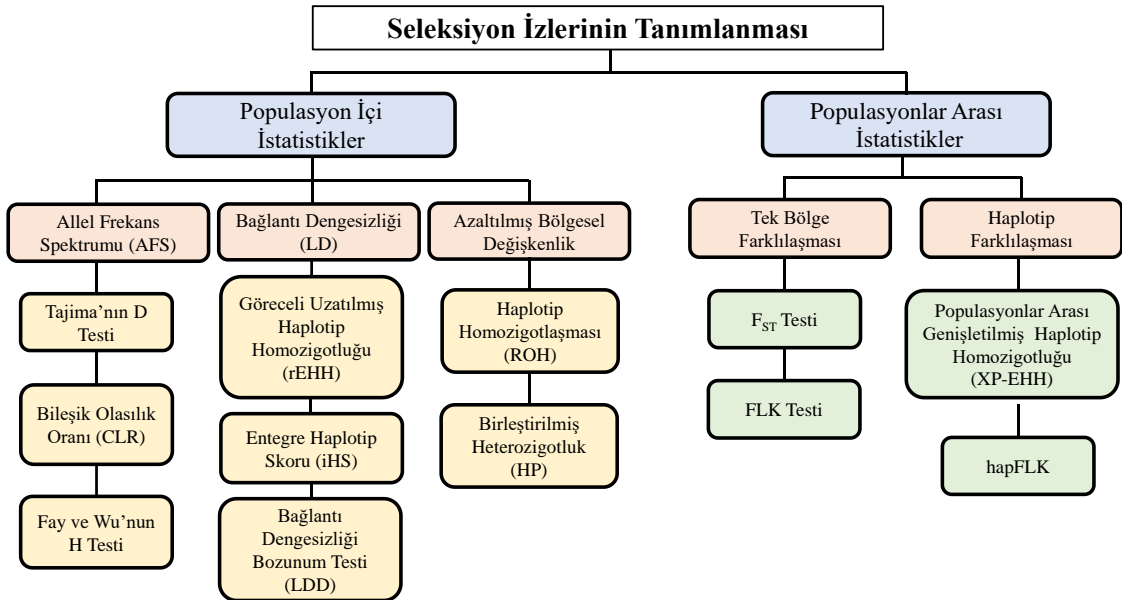 Seleksiyon İzlerinin Tanımlanması
Populasyon İçi
İstatistikler
Populasyonlar Arası
İstatistikler
Allel Frekans
Spektrumu (AFS)
Bağlantı Dengesizliği
(LD)
Azaltılmış Bölgesel
Değişkenlik
Tek Bölge
Farklılaşması
Haplotip
Farklılaşması
Tajima’nın D
Testi
Göreceli Uzatılmış
Haplotip
Homozigotluğu
(rEHH)
Haplotip
Homozigotlaşması
(ROH)
FST Testi
Populasyonlar Arası
Genişletilmiş Haplotip
Homozigotluğu
(XP-EHH)
Bileşik Olasılık
Oranı (CLR)
Entegre Haplotip
Skoru (iHS)
Birleştirilmiş
Heterozigotluk
(HP)
FLK Testi
hapFLK
Fay ve Wu’nun
H Testi
Bağlantı
Dengesizliği
Bozunum Testi
(LDD)